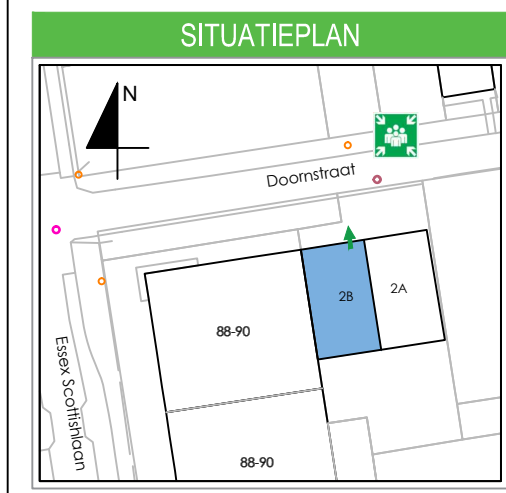 SITUATIEPLAN
N
Doornstraat
2B
2A
88-90
Essex Scottishlaan
88-90